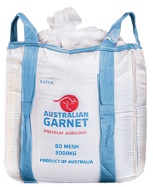 AUSTRALIAN
GARNET
PREMIUM ABRASIVE
80 MESH
2000KG
PRODUCT OF AUSTRALIA